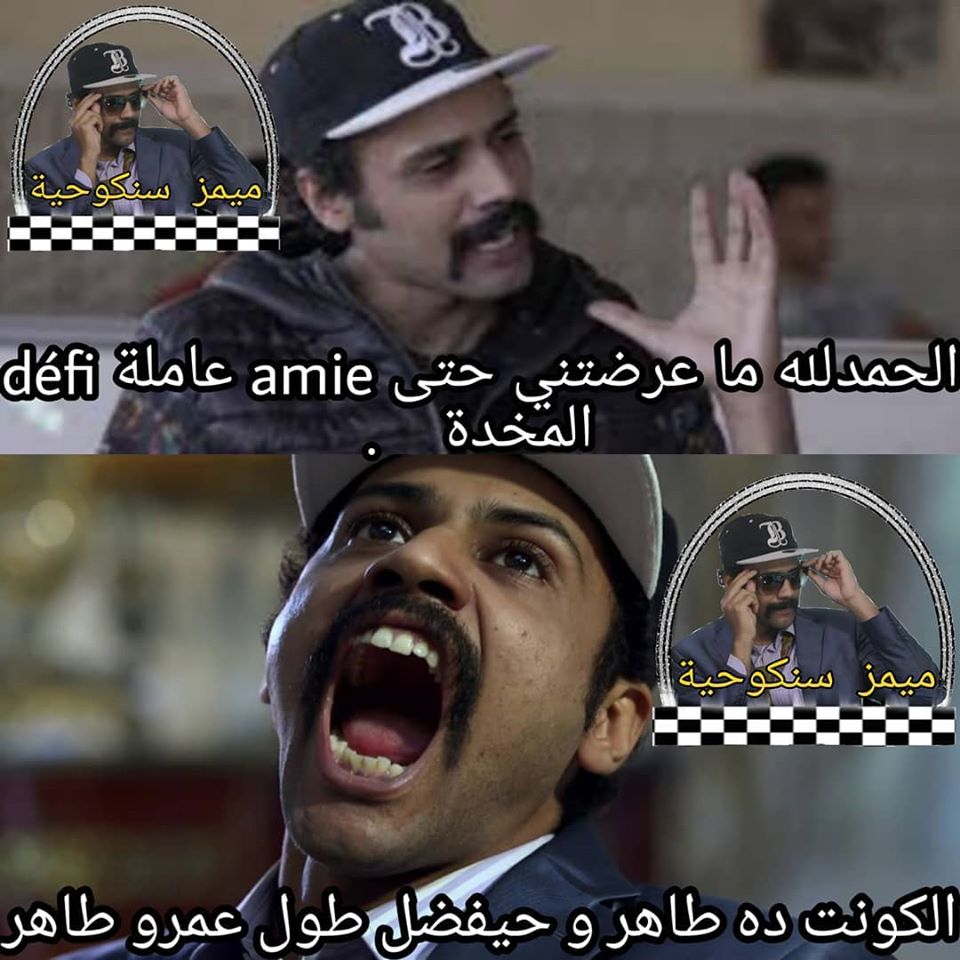 ميمز سنكوحية
الحمدلله ما عرضتني حتى amie عاملة défi
المخدة .
ميمز سنكوحية
الكونت ده طاهر و حيفضل طول عمرو طاهر